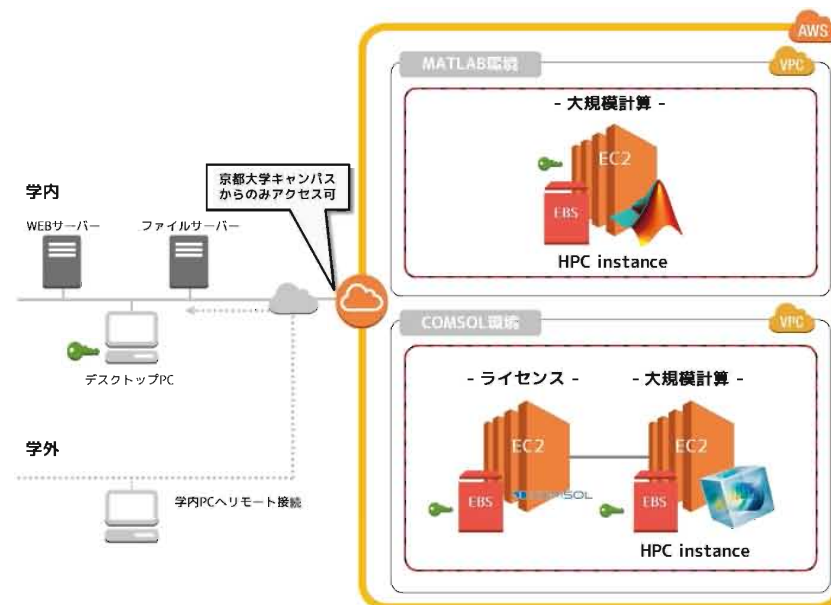 AWS
MATLAB環境
VPC
- 大規模計算 -
EC2
EBS
HPC instance
京都大学キャンパス
からのみアクセス可
学内
WEBサーバー
ファイルサーバー
デスクトップPC
学外
学内PCへリモート接続
COMSOL環境
VPC
- ライセンス -
- 大規模計算 -
EC2
EC2
EBS
COMSOL
EBS
HPC instance